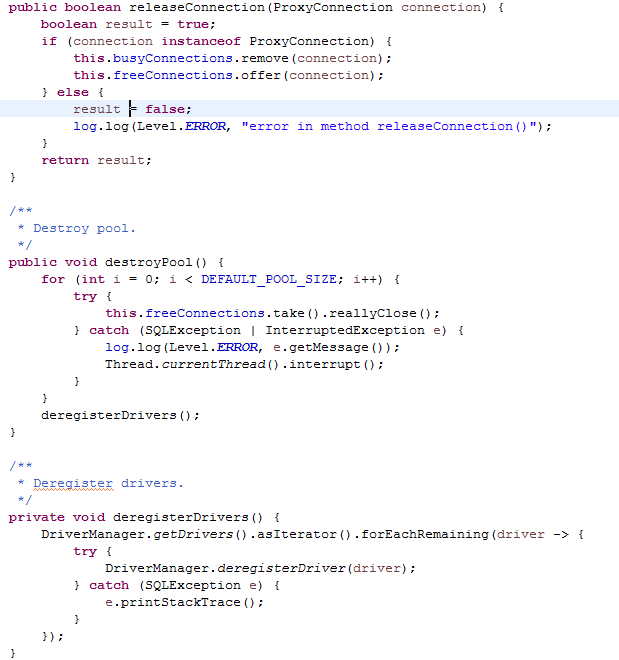 public boolean releaseConnection(ProxyConnection connection) {
    boolean result = true;
    if (connection instanceof ProxyConnection) {
        this.busyConnections.remove(connection);
        this.freeConnections.offer(connection);
    } else {
        result = false;
        log.log(Level.ERROR, "error in method releaseConnection()");
    }
    return result;
}

/**
 * Destroy pool.
 */
public void destroyPool() {
    for (int i = 0; i < DEFAULT_POOL_SIZE; i++) {
        try {
            this.freeConnections.take().reallyClose();
        } catch (SQLException | InterruptedException e) {
            log.log(Level.ERROR, e.getMessage());
            Thread.currentThread().interrupt();
        }
    }
    deregisterDrivers();
}

/**
 * Deregister drivers.
 */
private void deregisterDrivers() {
    DriverManager.getDrivers().asIterator().forEachRemaining(driver -> {
        try {
            DriverManager.deregisterDriver(driver);
        } catch (SQLException e) {
            e.printStackTrace();
        }
    });
}